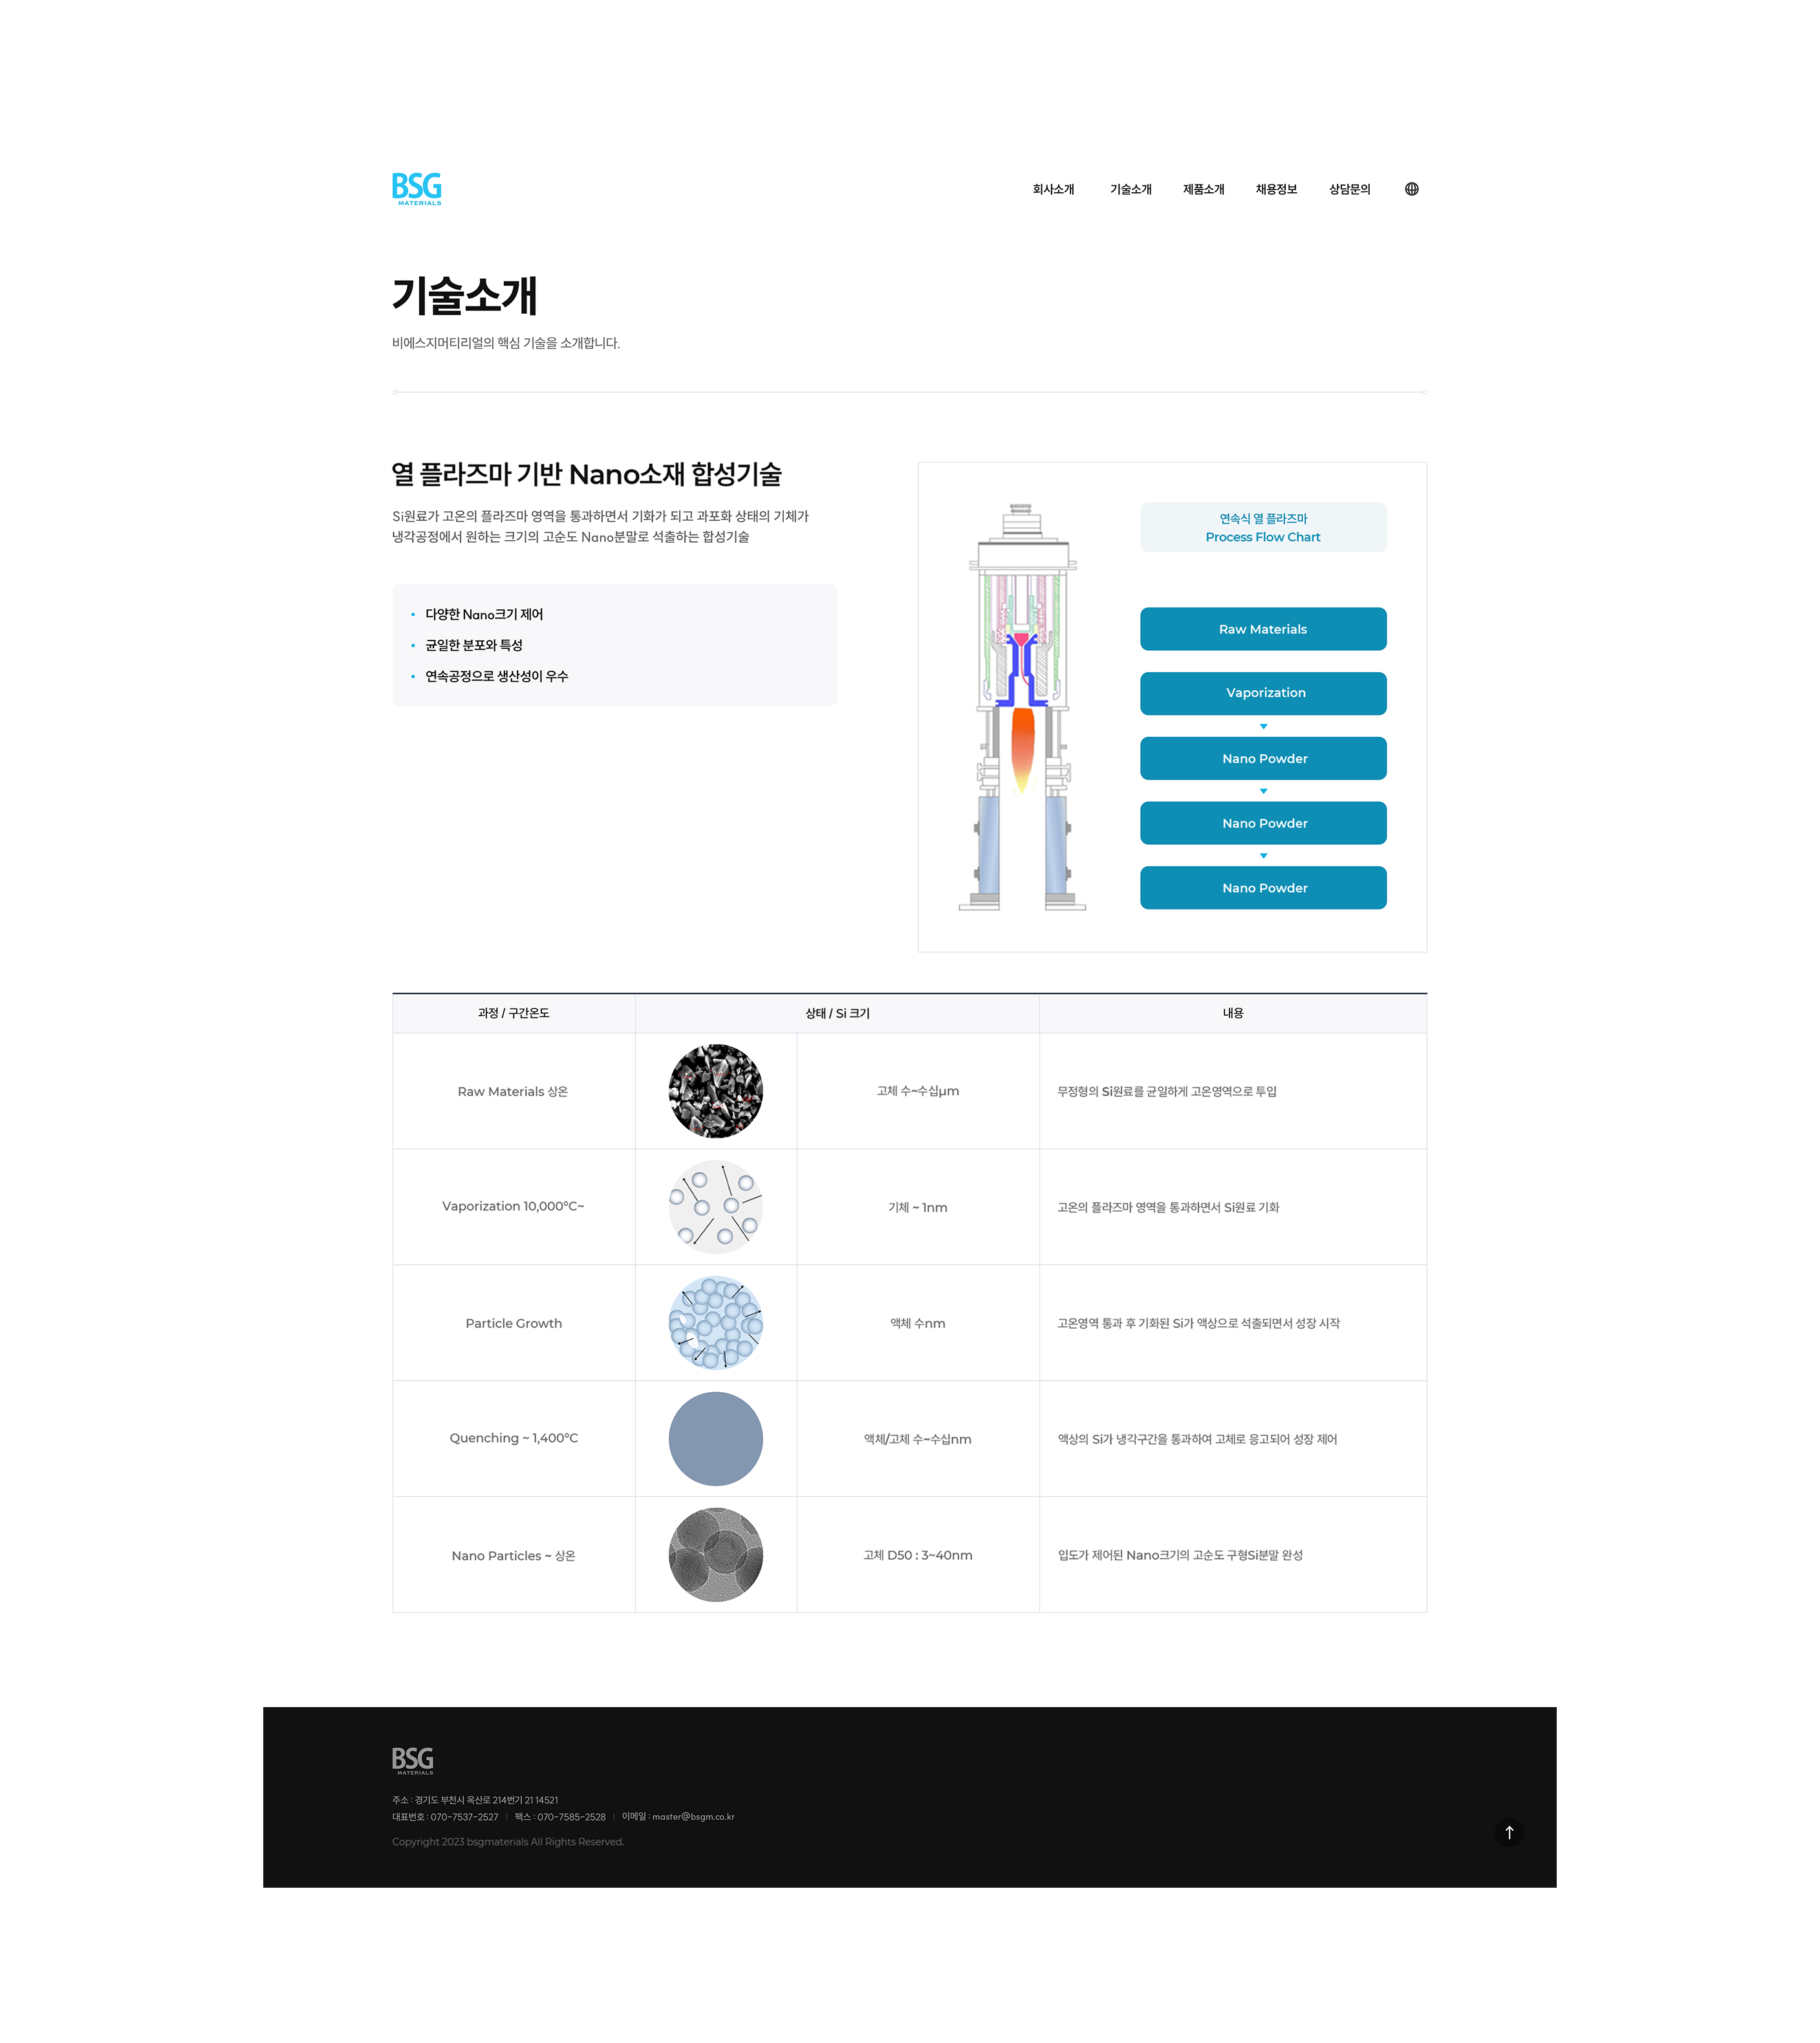 BSG
MATERIALS
회사소개 기술소개 제품소개 채용정보 상담문의
기술소개
비에스지머티리얼의 핵심 기술을 소개합니다.
열 플라즈마 기반 Nano소재 합성기술
Si원료가 고온의 플라즈마 영역을 통과하면서 기화가 되고 과포화 상태의 기체가
냉각공정에서 원하는 크기의 고순도 Nano분말로 석출하는 합성기술
• 다양한 Nano크기 제어
• 균일한 분포와 특성
• 연속공정으로 생산성이 우수
연속식 열 플라즈마
Process Flow Chart
Raw Materials
Vaporization
Nano Powder
Nano Powder
Nano Powder
과정 / 구간온도 상태 / Si 크기 내용
Raw Materials 상온 고체 수~수십μm 무정형의 Si원료를 균일하게 고온영역으로 투입
Vaporization 10,000°C~ 기체 ~ 1nm 고온의 플라즈마 영역을 통과하면서 Si원료 기화
Particle Growth 액체 수nm 고온영역 통과 후 기화된 Si가 액상으로 석출되면서 성장 시작
Quenching ~ 1,400°C 액체/고체 수~수십nm 액상의 Si가 냉각구간을 통과하여 고체로 응고되어 성장 제어
Nano Particles ~ 상온 고체 D50 : 3~40nm 입도가 제어된 Nano크기의 고순도 구형Si분말 완성
BSG
MATERIALS
주소 : 경기도 부천시 옥산로 214번기 21 14521
대표번호 : 070-7537-2527 | 팩스 : 070-7585-2528 | 이메일 : master@bsgm.co.kr
Copyright 2023 bsgmaterials All Rights Reserved.